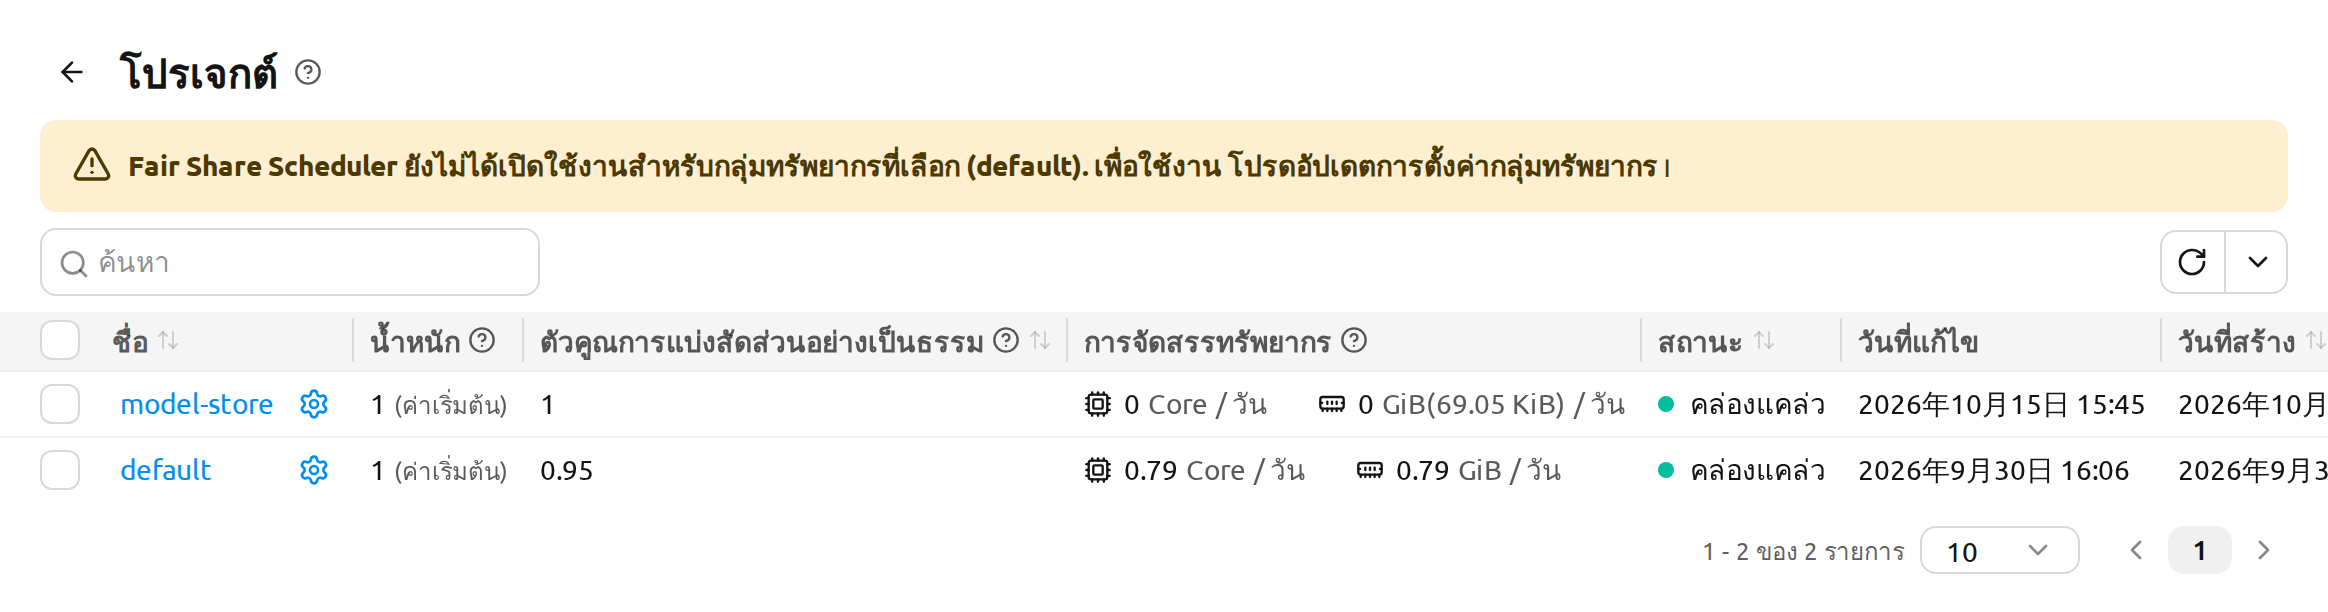 โปรเจกต์
Fair Share Scheduler ยังไม่ได้เปิดใช้งานสำหรับกลุ่มทรัพยากรที่เลือก (default). เพื่อใช้งาน โปรดอัปเดตการตั้งค่ากลุ่มทรัพยากร।
ค้นหา
ชื่อ น้ำหนัก ตัวคูณการแบ่งสัดส่วนอย่างเป็นธรรม การจัดสรรทรัพยากร สถานะ วันที่แก้ไข วันที่สร้าง
model-store 1 (ค่าเริ่มต้น) 1 0 Core / วัน 0 GiB(69.05 KiB) / วัน คล่องแคล่ว 2026年10月15日 15:45 2026年10月
default 1 (ค่าเริ่มต้น) 0.95 0.79 Core / วัน 0.79 GiB / วัน คล่องแคล่ว 2026年9月30日 16:06 2026年9月3
1 - 2 ของ 2 รายการ 10 1